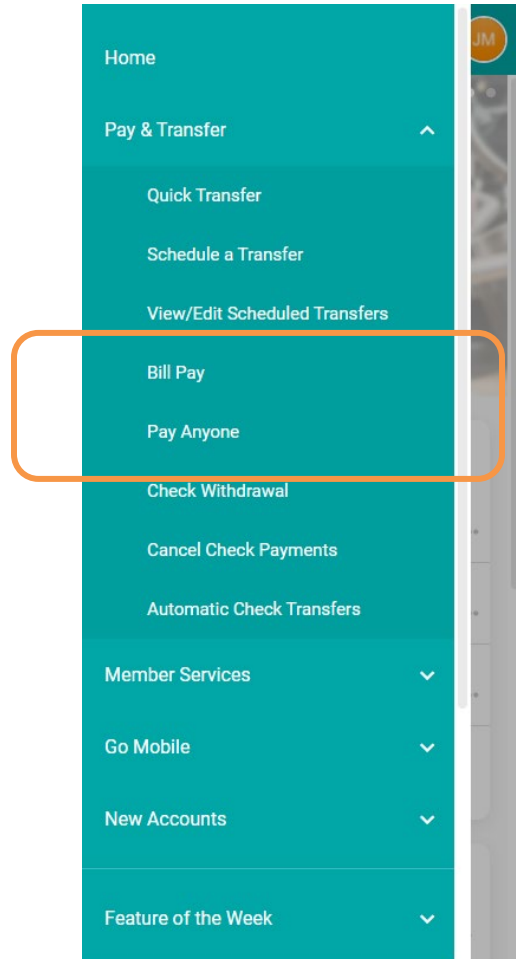 JM
Home
Pay & Transfer
Quick Transfer
Schedule a Transfer
View/Edit Scheduled Transfers
Bill Pay
Pay Anyone
Check Withdrawal
Cancel Check Payments
Automatic Check Transfers
Member Services
Go Mobile
New Accounts
Feature of the Week